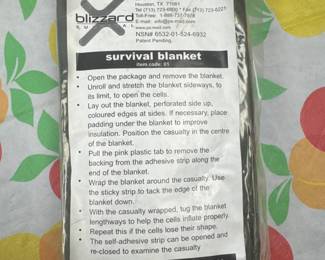 Houston, TX 77081
Tel (713) 723-6000 * Fax (713) 723-6221
Toll-Free
blizzard
SURVIVAL
NSN# 6532-01-524-6932
Patent Pending.
survival blanket
item code: 01
• Open the package and remove the blanket.
• Unroll and stretch the blanket sideways, to
its limit, to open the cells.
• Lay out the blanket, perforated side up,
coloured edges at sides. If necessary, place
padding under the blanket to improve
insulation. Position the casualty in the centre
of the blanket.
• Pull the pink plastic tab to remove the
backing from the adhesive strip along the
end of the blanket.
• Wrap the blanket around the casualty. Use
the sticky strip to tack the edge of the
blanket down.
• With the casualty wrapped, tug the blanket
lengthways to help the cells inflate properly.
• Repeat this if the cells lose their shape.
• The self-adhesive strip can be opened and
re-closed to examine the casualty